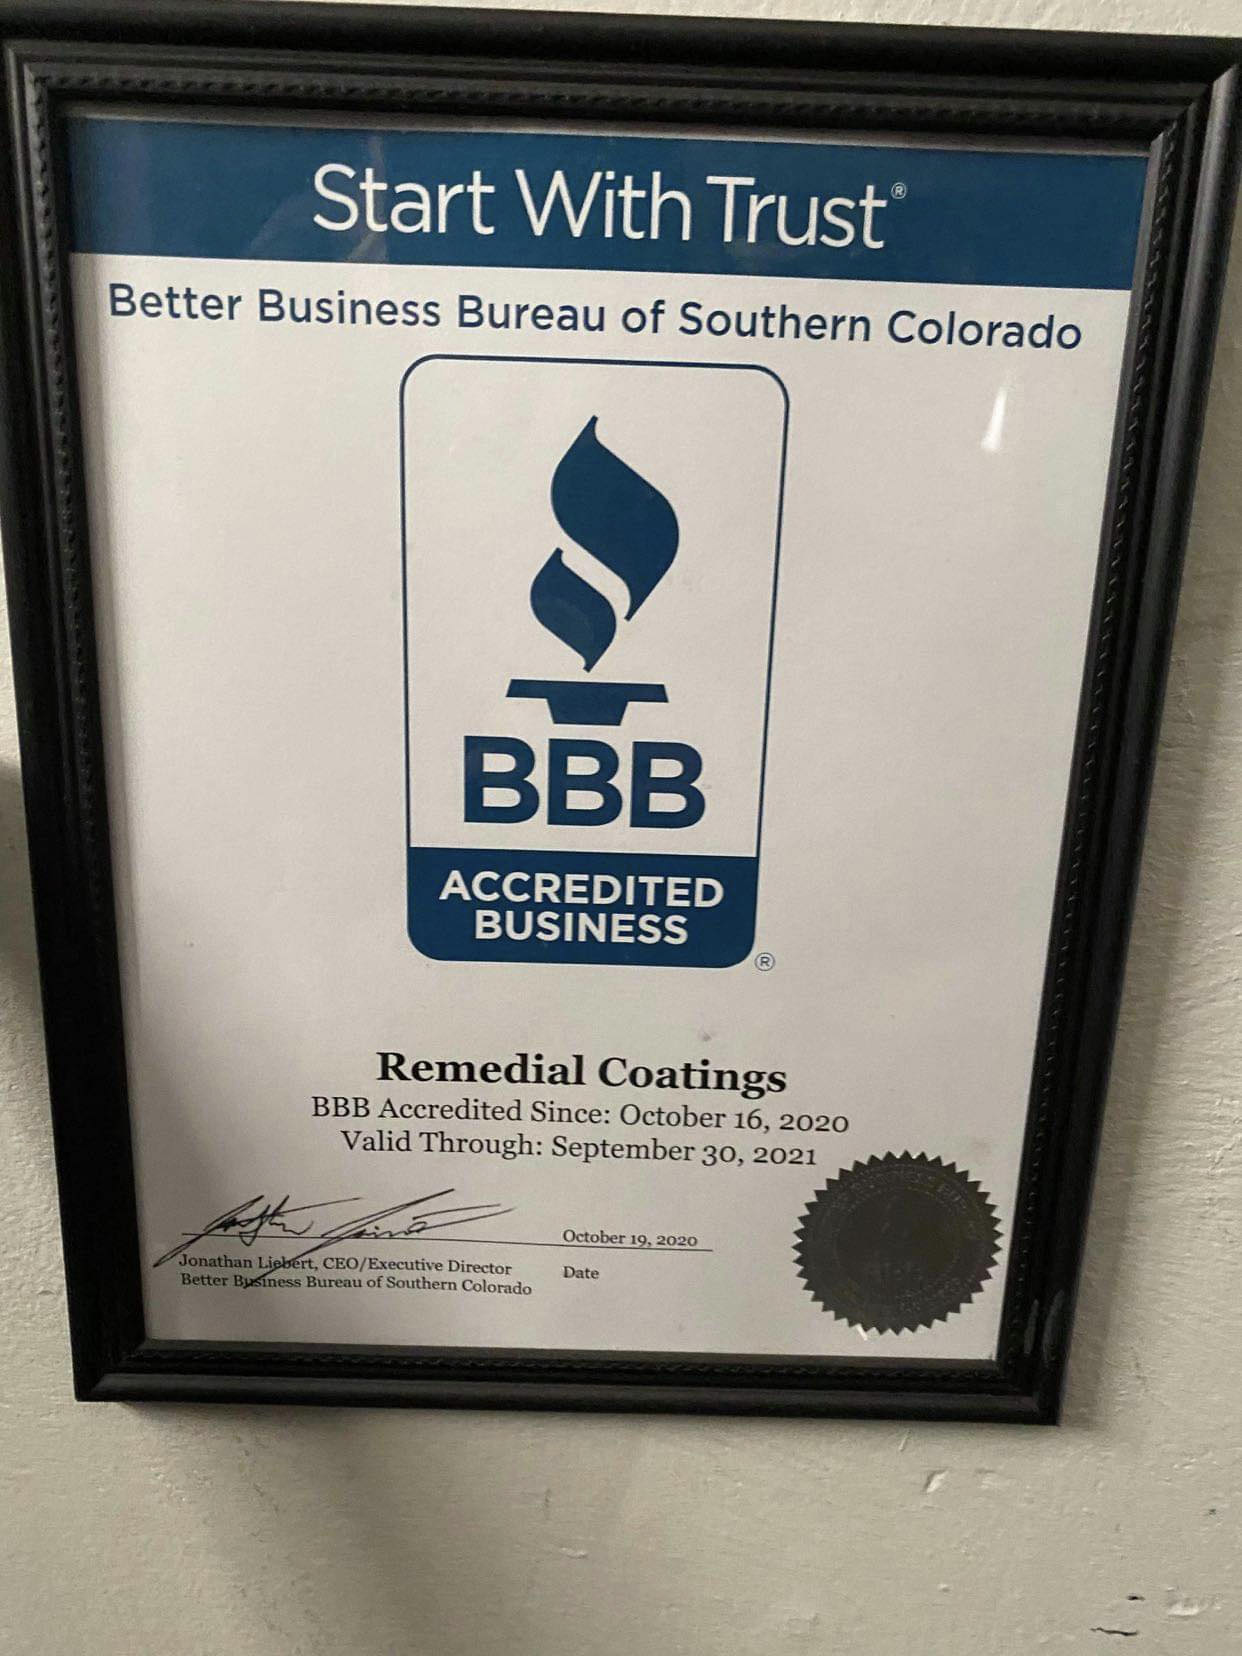 Start With Trust®
Better Business Bureau of Southern Colorado
BBB
ACCREDITED
BUSINESS
®
Remedial Coatings
BBB Accredited Since: October 16, 2020
Valid Through: September 30, 2021
October 19, 2020
Jonathan Liebert, CEO/Executive Director
Date
Better Business Bureau of Southern Colorado